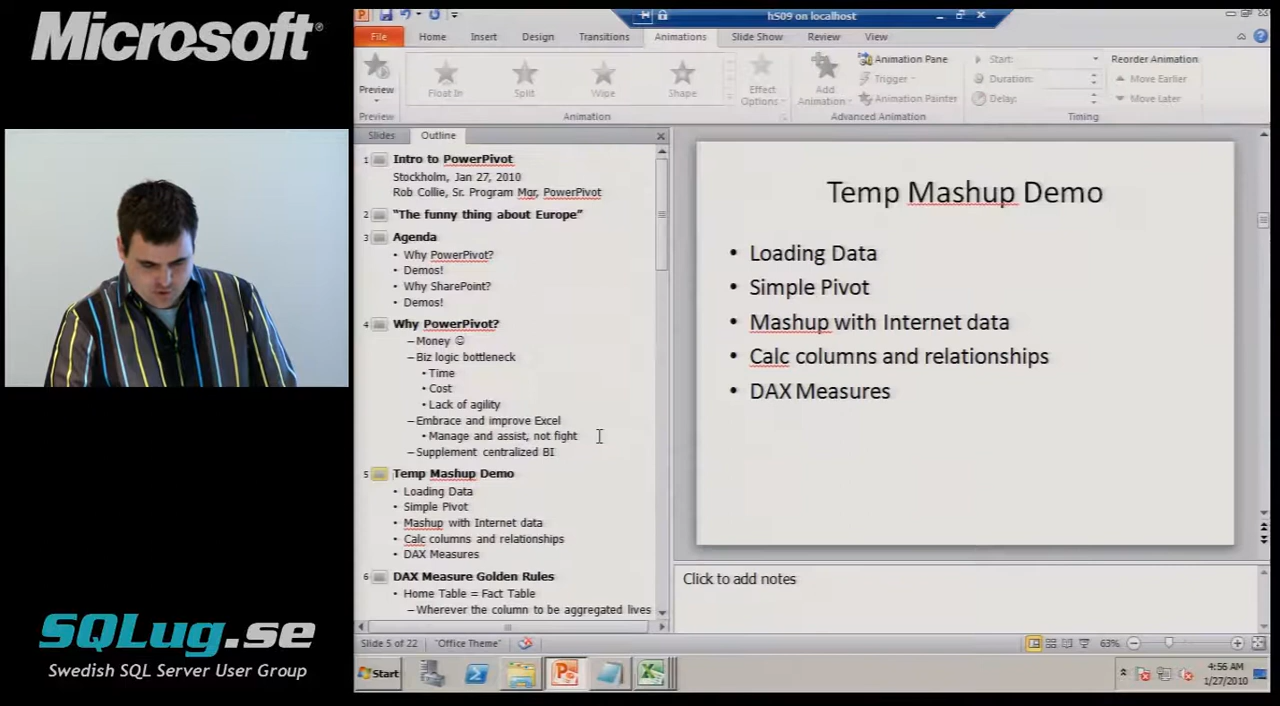 Microsoft®
h509 on localhost
File Home Insert Design Transitions Animations Slide Show Review View
Preview
Float In
Split
Wipe
Shape
Effect Options
Add Animation
Animation Pane
Trigger
Animation Painter
Start:
Duration:
Delay:
Reorder Animation
Move Earlier
Move Later
Preview
Animation
Advanced Animation
Timing
Slides
Outline
1 Intro to PowerPivot
Stockholm, Jan 27, 2010
Rob Collie, Sr. Program Mgr, PowerPivot
2 "The funny thing about Europe"
3 Agenda
• Why PowerPivot?
• Demos!
• Why SharePoint?
• Demos!
4 Why PowerPivot?
–Money ☺
–Biz logic bottleneck
• Time
• Cost
• Lack of agility
–Embrace and improve Excel
• Manage and assist, not fight
–Supplement centralized BI
5 Temp Mashup Demo
• Loading Data
• Simple Pivot
• Mashup with Internet data
• Calc columns and relationships
• DAX Measures
6 DAX Measure Golden Rules
• Home Table = Fact Table
–Wherever the column to be aggregated lives
Temp Mashup Demo
• Loading Data
• Simple Pivot
• Mashup with Internet data
• Calc columns and relationships
• DAX Measures
Click to add notes
Slide 5 of 22
"Office Theme"
63%
Start
4:56 AM
1/27/2010
SQLug.se
Swedish SQL Server User Group